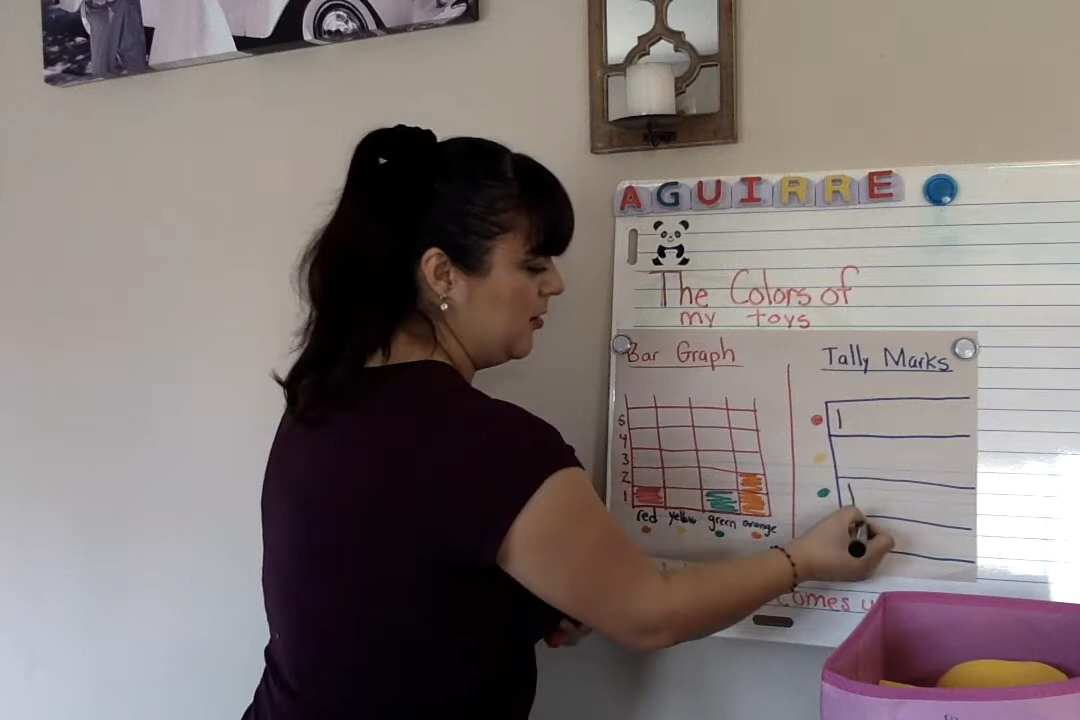 AGUIRRE
The Colors of
my toys
Bar Graph
Tally Marks
5
4
3
2
1
red yellow green orange
comes